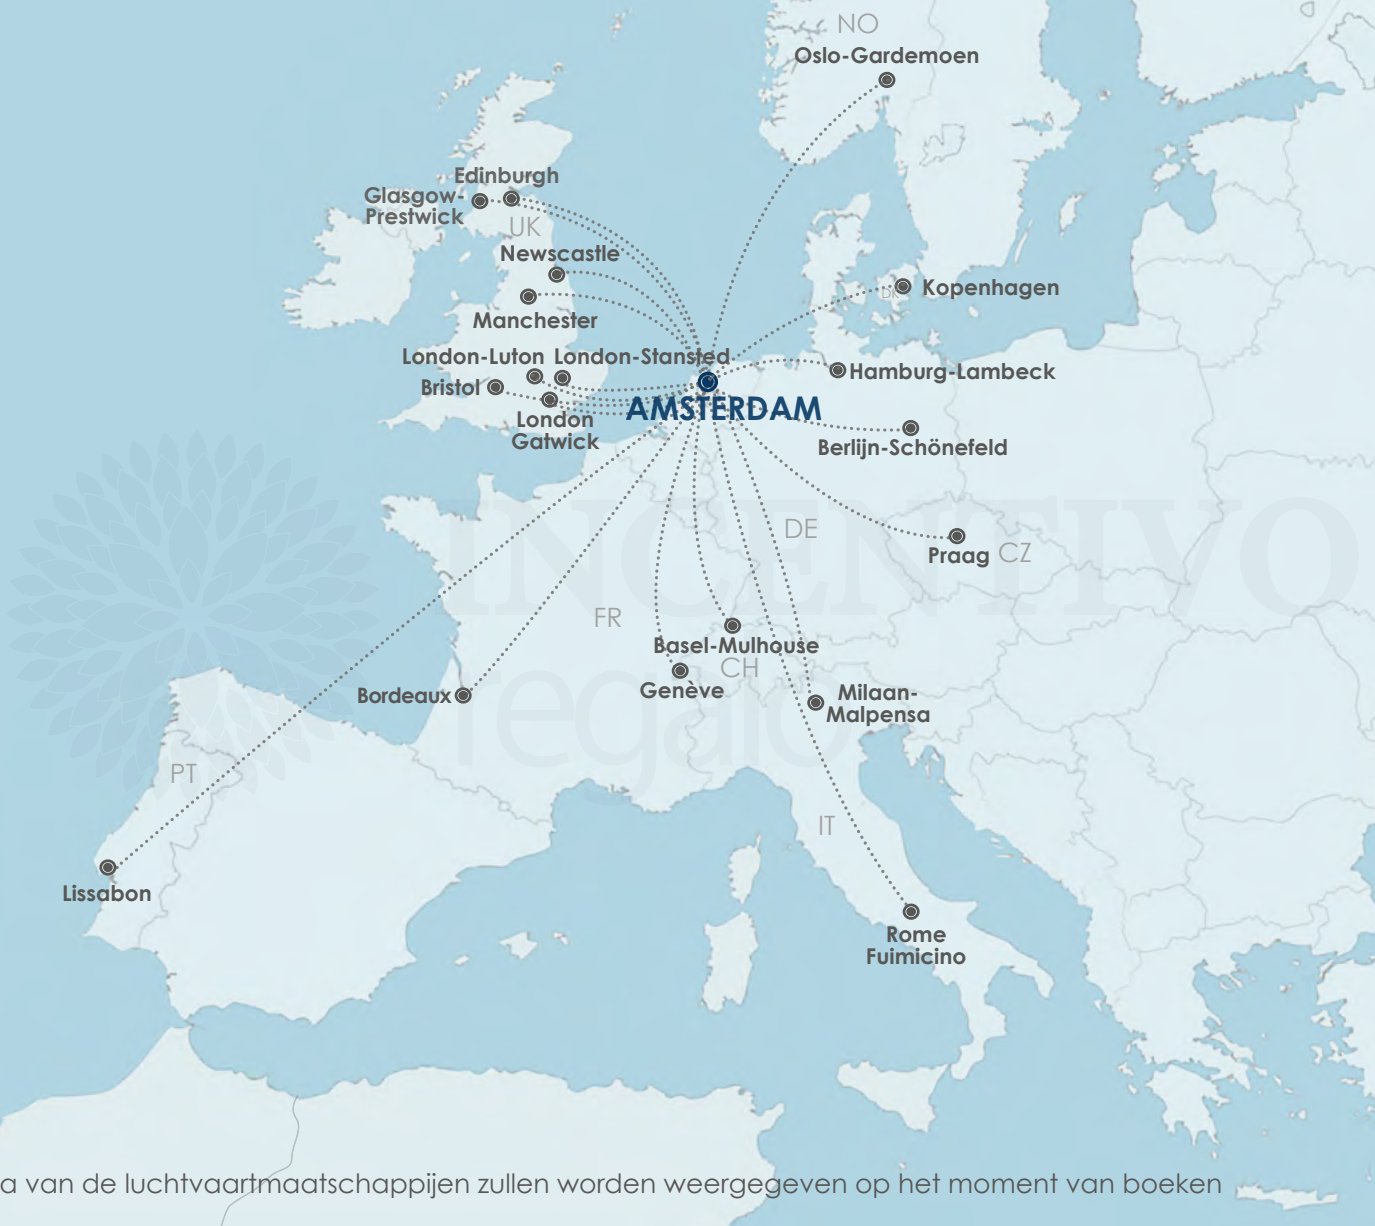 NO
Oslo-Gardemoen
Edinburgh
Glasgow-
Prestwick
UK
Newscastle
DK
Kopenhagen
Manchester
London-Luton
London-Stansted
Bristol
Hamburg-Lambeck
AMSTERDAM
London
Gatwick
Berlijn-Schönefeld
INCENTIVO
DE
Praag
CZ
FR
Basel-Mulhouse
CH
Genève
regalo
Bordeaux
Milaan-
Malpensa
PT
IT
Lissabon
Rome
Fuimicino
a van de luchtvaartmaatschappijen zullen worden weergegeven op het moment van boeken